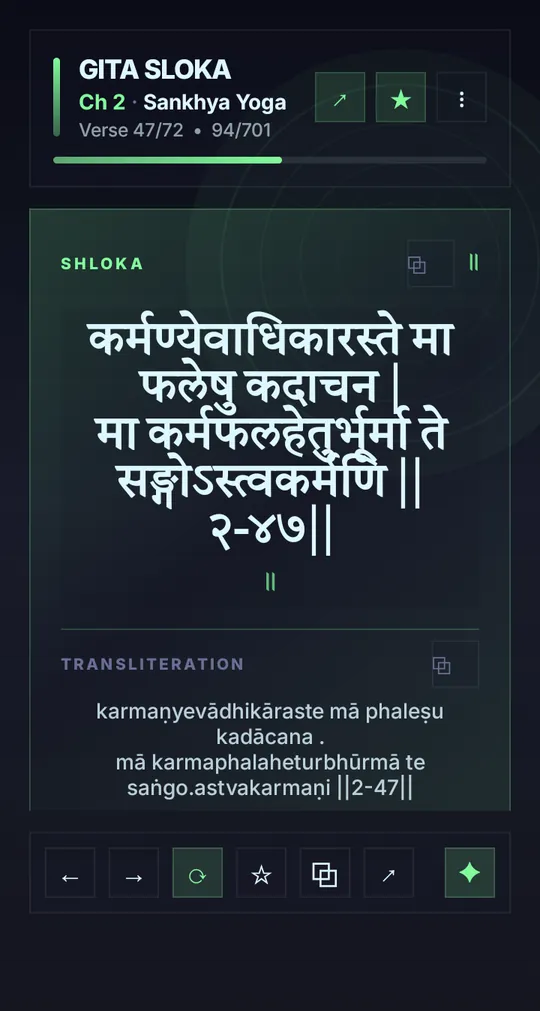 GITA SLOKA
Ch 2 · Sankhya Yoga
Verse 47/72 • 94/701
SHLOKA
॥
कर्मण्येवाधिकारस्ते मा
फलेषु कदाचन |
मा कर्मफलहेतुर्भूर्मा ते
सङ्गोऽस्त्वकर्मणि ||
२-४७||
॥
TRANSLITERATION
karmaṇyevādhikāraste mā phaleṣu
kadācana .
mā karmaphalaheturbhūrmā te
saṅgo.astvakarmaṇi ||2-47||